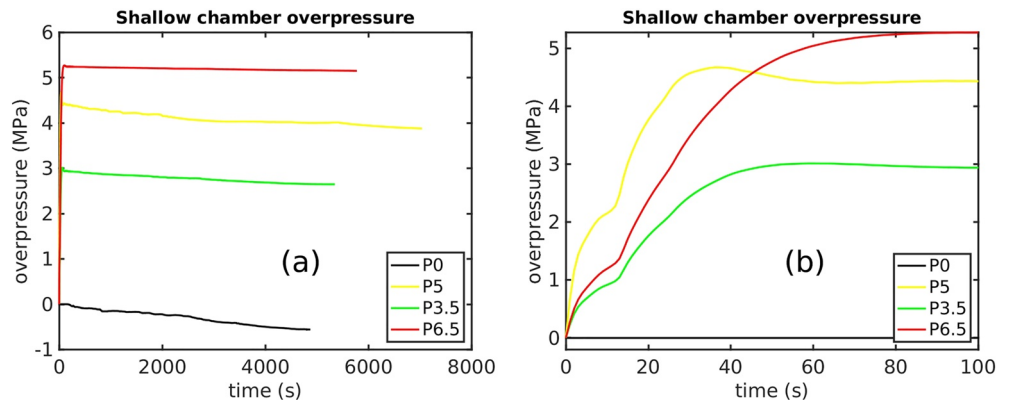 Shallow chamber overpressure
overpressure (MPa)
6
5
4
3
2
1
0
-1
(a)
P0
P5
P3.5
P6.5
0 2000 4000 6000 8000
time (s)
Shallow chamber overpressure
overpressure (MPa)
5
4
3
2
1
0
(b)
P0
P5
P3.5
P6.5
0 20 40 60 80 100
time (s)